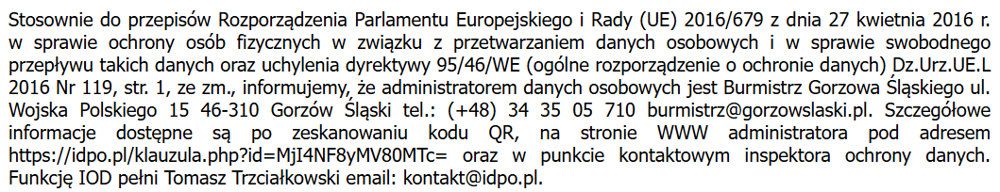 Stosownie do przepisów Rozporządzenia Parlamentu Europejskiego i Rady (UE) 2016/679 z dnia 27 kwietnia 2016 r.
w sprawie ochrony osób fizycznych w związku z przetwarzaniem danych osobowych i w sprawie swobodnego
przepływu takich danych oraz uchylenia dyrektywy 95/46/WE (ogólne rozporządzenie o ochronie danych) Dz.Urz.UE.L
2016 Nr 119, str. 1, ze zm., informujemy, że administratorem danych osobowych jest Burmistrz Gorzowa Śląskiego ul.
Wojska Polskiego 15 46-310 Gorzów Śląski tel.: (+48) 34 35 05 710 burmistrz@gorzowslaski.pl. Szczegółowe
informacje dostępne są po zeskanowaniu kodu QR, na stronie WWW administratora pod adresem
https://idpo.pl/klauzula.php?id=MjI4NF8yMV80MTc= oraz w punkcie kontaktowym inspektora ochrony danych.
Funkcję IOD pełni Tomasz Trzciałkowski email: kontakt@idpo.pl.